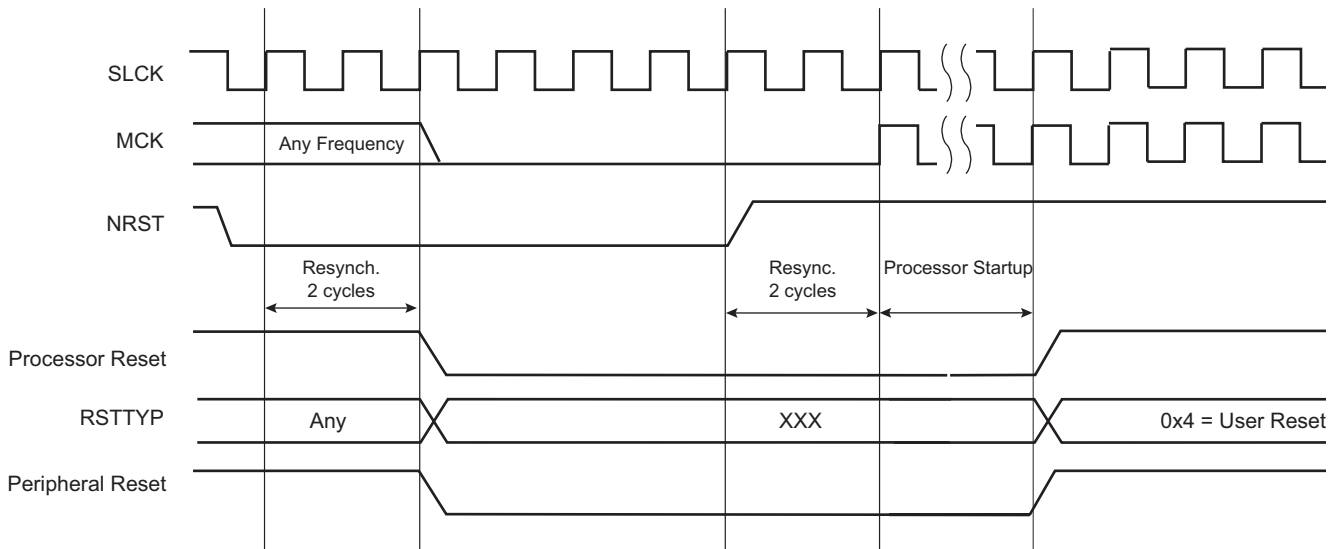 SLCK
MCK
Any Frequency
NRST
Resynch.
2 cycles
Resync.
2 cycles
Processor Startup
Processor Reset
RSTTYP
Any
XXX
0x4 = User Reset
Peripheral Reset